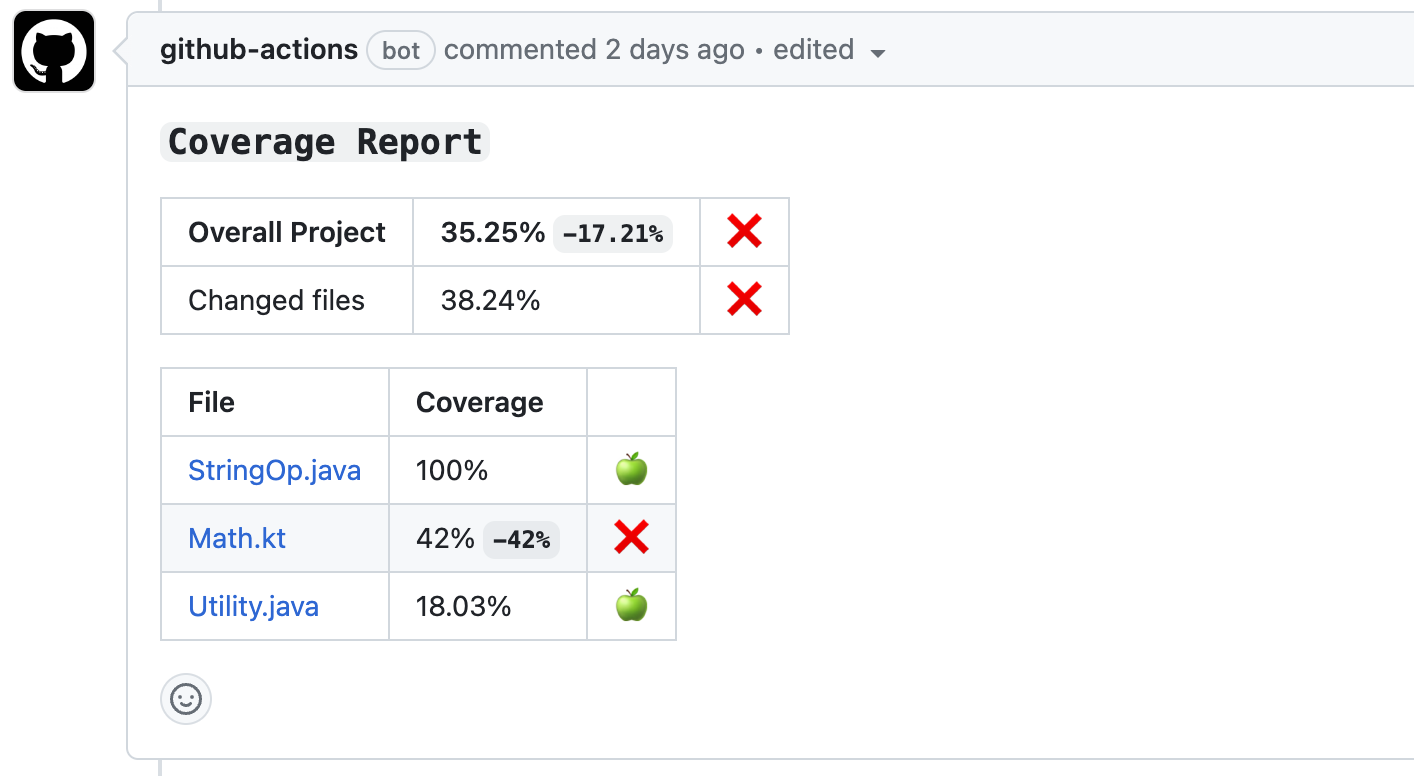 github-actions bot commented 2 days ago • edited
Coverage Report
Overall Project 35.25% -17.21% ❌
Changed files 38.24% ❌
File Coverage
StringOp.java 100% 🍏
Math.kt 42% -42% ❌
Utility.java 18.03% 🍏